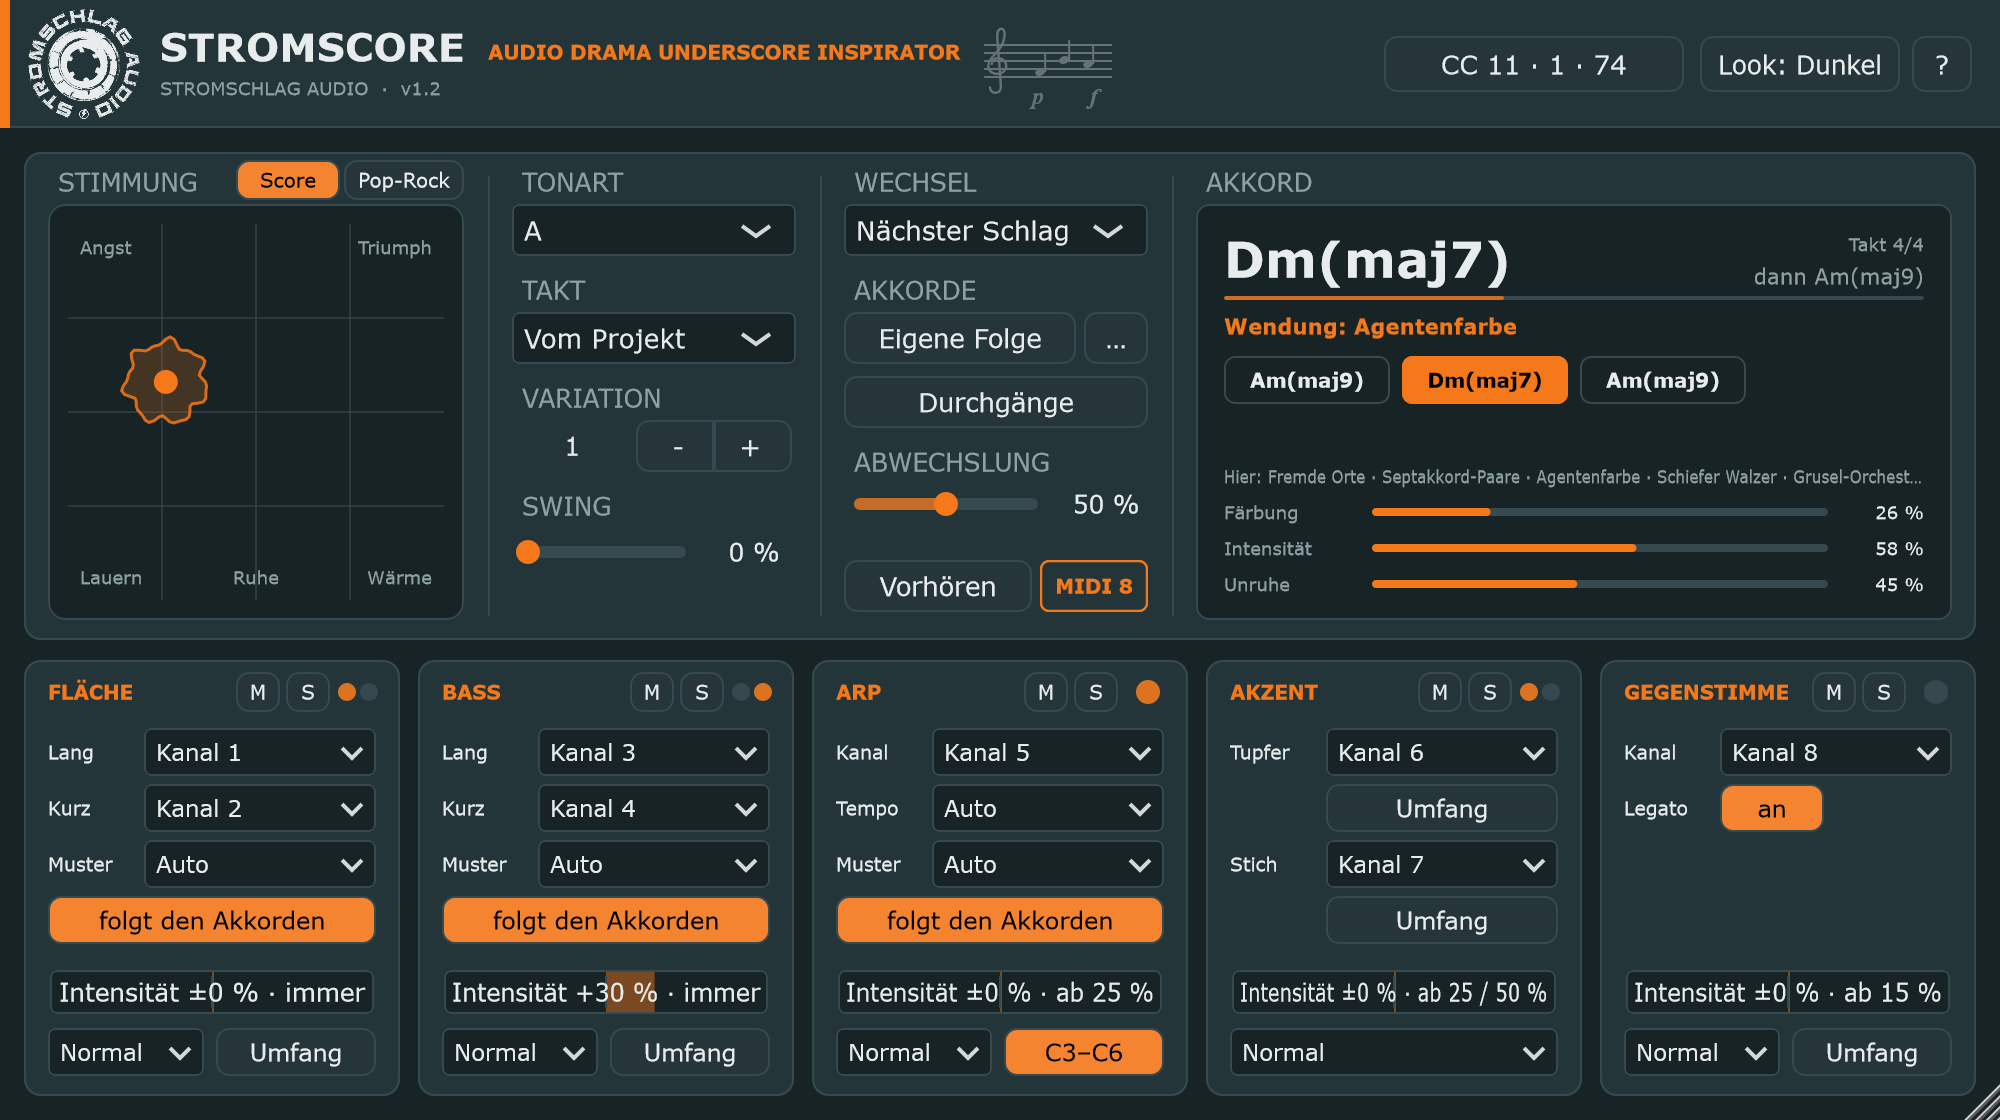 STROMSCHLAG AUDIO
STROMSCORE
AUDIO DRAMA UNDERSCORE INSPIRATOR
STROMSCHLAG AUDIO · v1.2
p f
CC 11 · 1 · 74
Look: Dunkel
?
STIMMUNG
Score
Pop-Rock
Angst
Triumph
Lauern
Ruhe
Wärme
TONART
A
TAKT
Vom Projekt
VARIATION
1
-
+
SWING
0 %
WECHSEL
Nächster Schlag
AKKORDE
Eigene Folge
...
Durchgänge
ABWECHSLUNG
50 %
Vorhören
MIDI 8
AKKORD
Dm(maj7)
Takt 4/4
dann Am(maj9)
Wendung: Agentenfarbe
Am(maj9)
Dm(maj7)
Am(maj9)
Hier: Fremde Orte · Septakkord-Paare · Agentenfarbe · Schiefer Walzer · Grusel-Orchest...
Färbung
26 %
Intensität
58 %
Unruhe
45 %
FLÄCHE
M
S
Lang
Kanal 1
Kurz
Kanal 2
Muster
Auto
folgt den Akkorden
Intensität ±0 % · immer
Normal
Umfang
BASS
M
S
Lang
Kanal 3
Kurz
Kanal 4
Muster
Auto
folgt den Akkorden
Intensität +30 % · immer
Normal
Umfang
ARP
M
S
Kanal
Kanal 5
Tempo
Auto
Muster
Auto
folgt den Akkorden
Intensität ±0 % · ab 25 %
Normal
C3–C6
AKZENT
M
S
Tupfer
Kanal 6
Umfang
Stich
Kanal 7
Umfang
Intensität ±0 % · ab 25 / 50 %
Normal
GEGENSTIMME
M
S
Kanal
Kanal 8
Legato
an
Intensität ±0 % · ab 15 %
Normal
Umfang